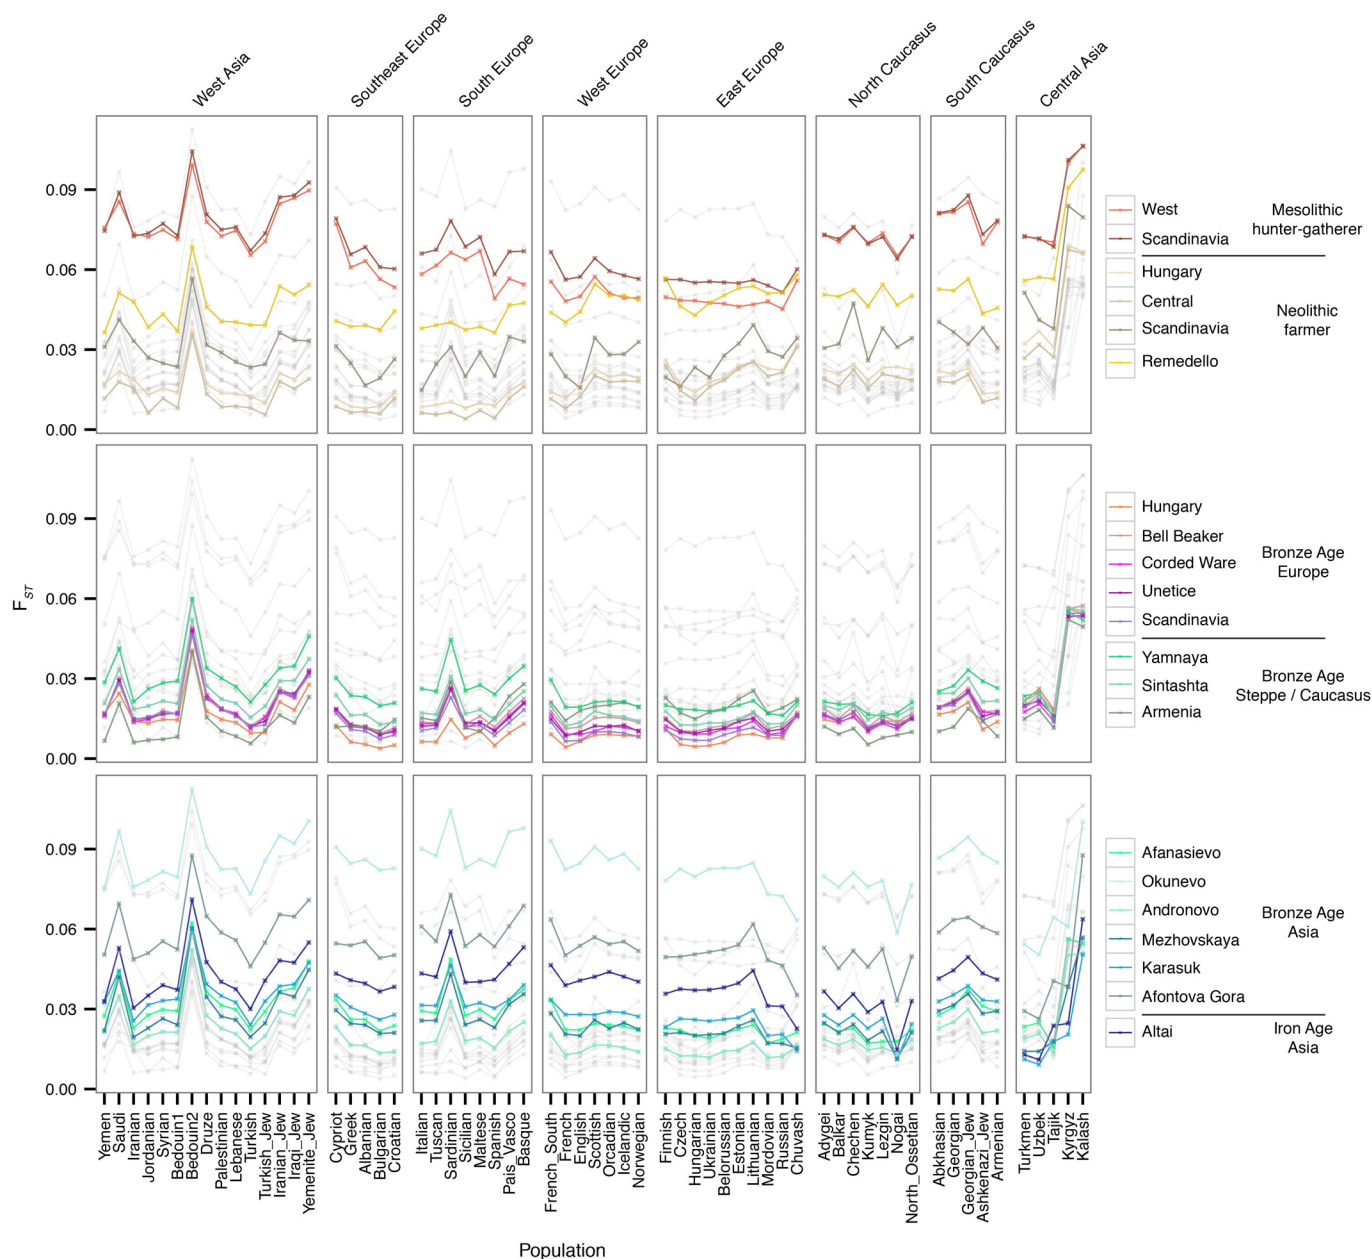 West Asia
Southeast Europe
South Europe
West Europe
East Europe
North Caucasus
South Caucasus
Central Asia
0.09
0.06
0.03
0.00
West
Scandinavia
Mesolithic
hunter-gatherer
Hungary
Central
Scandinavia
Neolithic
farmer
Remedello
FST
0.09
0.06
0.03
0.00
Hungary
Bell Beaker
Corded Ware
Unetice
Scandinavia
Bronze Age
Europe
Yamnaya
Sintashta
Armenia
Bronze Age
Steppe / Caucasus
0.09
0.06
0.03
0.00
Afanasievo
Okunevo
Andronovo
Mezhovskaya
Karasuk
Afontova Gora
Bronze Age
Asia
Altai
Iron Age
Asia
Yemen
Saudi
Iranian
Jordanian
Syrian
Bedouin1
Bedouin2
Druze
Palestinian
Lebanese
Turkish
Turkish_Jew
Iranian_Jew
Iraqi_Jew
Yemenite_Jew
Cypriot
Greek
Albanian
Bulgarian
Croatian
Italian
Tuscan
Sardinian
Sicilian
Maltese
Spanish
Pais_Vasco
Basque
French_South
French
English
Scottish
Orcadian
Icelandic
Norwegian
Finnish
Czech
Hungarian
Ukrainian
Belorussian
Estonian
Lithuanian
Mordovian
Russian
Chuvash
Adygei
Balkar
Chechen
Kumyk
Lezgin
Nogai
North_Ossetian
Abkhasian
Georgian
Georgian_Jew
Ashkenazi_Jew
Armenian
Turkmen
Uzbek
Tajik
Kyrgyz
Kalash
Population